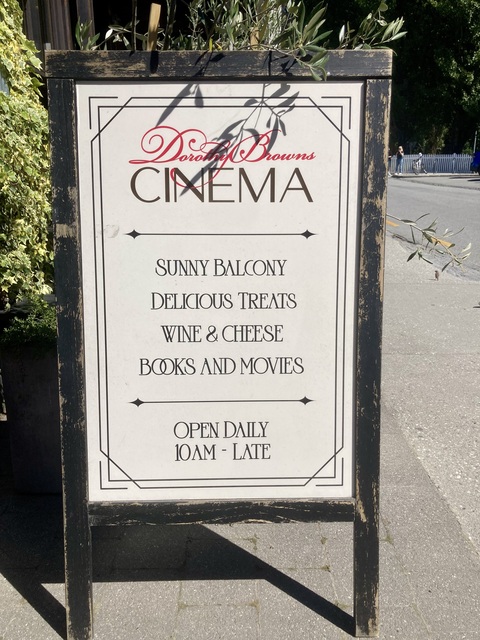 Dorothy Browns
CINEMA
SUNNY BALCONY
DELICIOUS TREATS
WINE & CHEESE
BOOKS AND MOVIES
OPEN DAILY
10AM - LATE